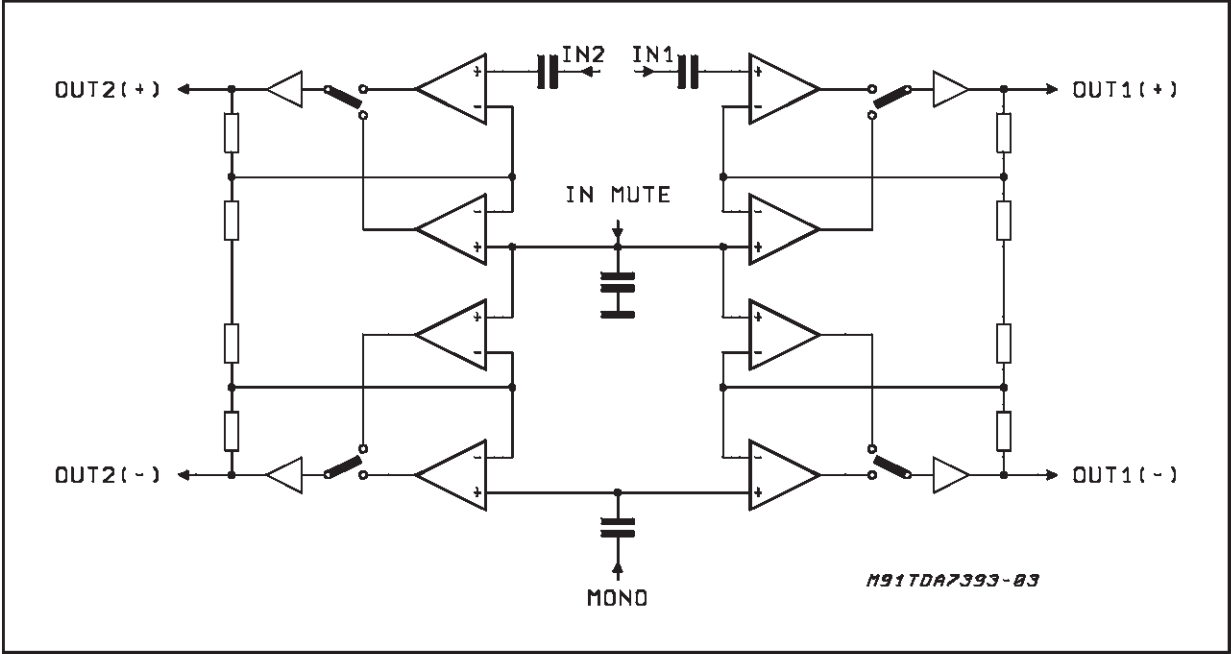 IN2 IN1
OUT2(+) OUT1(+)
+ +
- -
IN MUTE
- -
+ +
+ +
- -
- -
OUT2(-) OUT1(-)
+ +
MONO
M91TDA7393-03